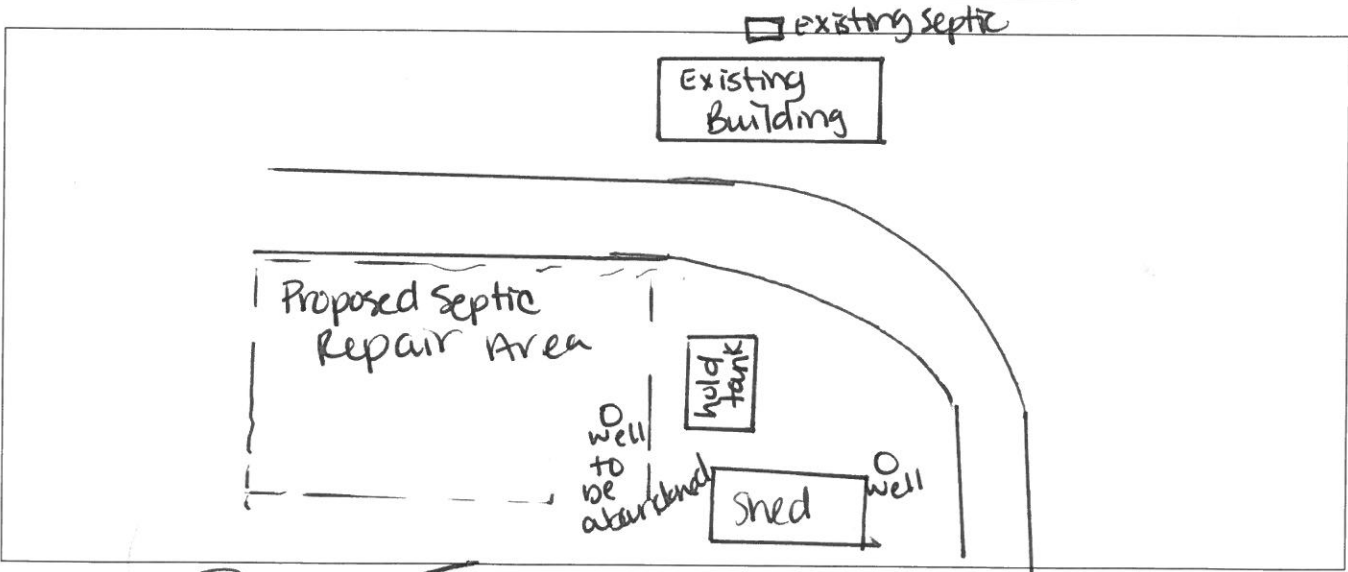 Existing Septic
Existing
Building
Proposed Septic
Repair Area
hold
tank
well
to
be
abandoned
Shed
well